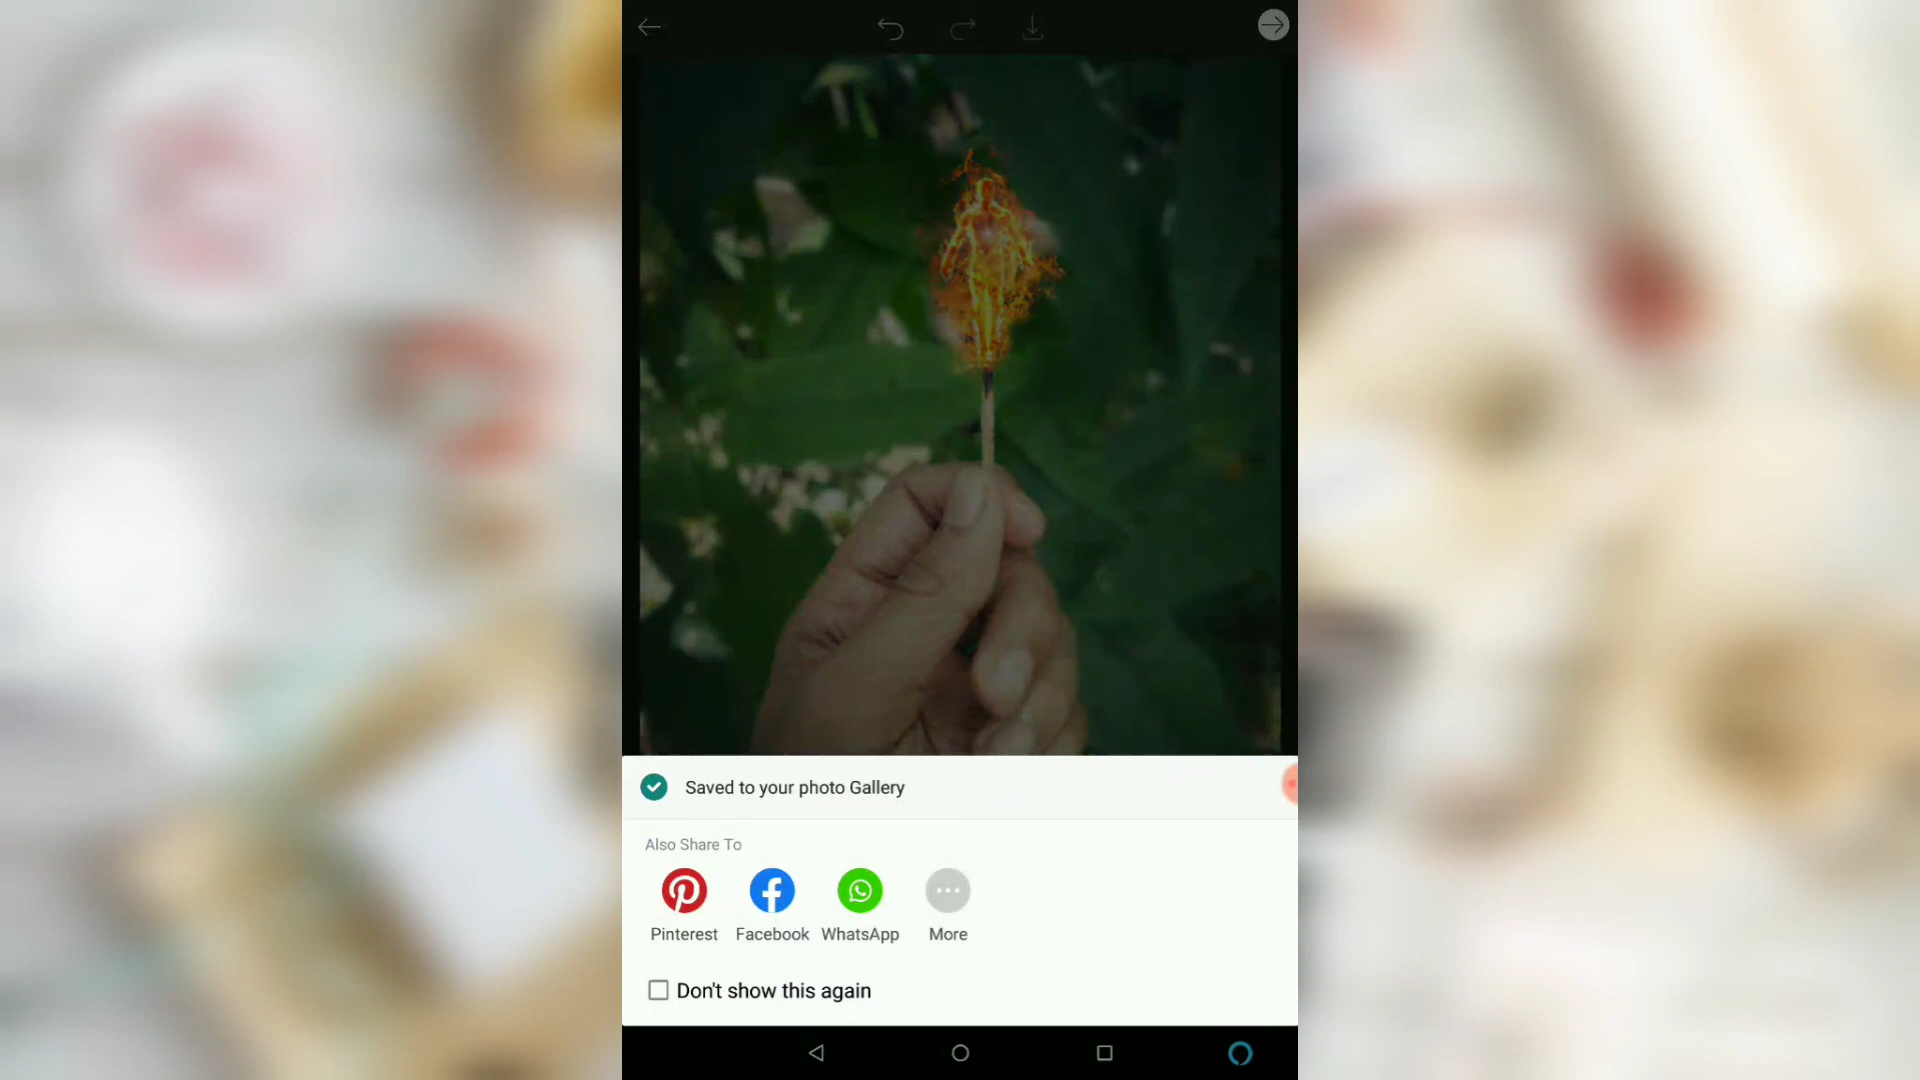 Saved to your photo Gallery
Also Share To
Pinterest Facebook WhatsApp More
Don't show this again